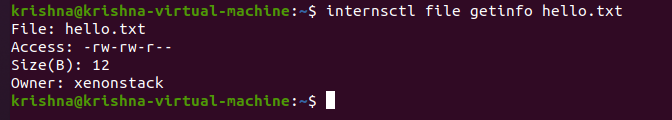 krishna@krishna-virtual-machine:~$ internsctl file getinfo hello.txt
File: hello.txt
Access: -rw-rw-r--
Size(B): 12
Owner: xenonstack
krishna@krishna-virtual-machine:~$